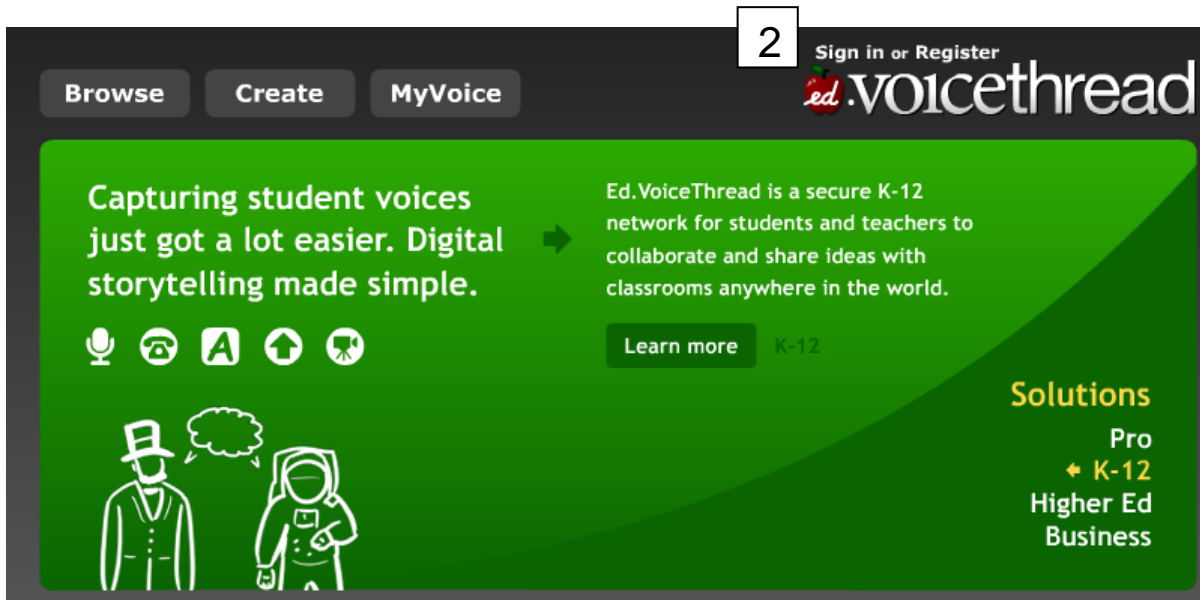 2
Sign in or Register
Browse Create MyVoice
ed.voicethread
Capturing student voices
just got a lot easier. Digital
storytelling made simple.
A
Ed.VoiceThread is a secure K-12
network for students and teachers to
collaborate and share ideas with
classrooms anywhere in the world.
Learn more K-12
Solutions
Pro
K-12
Higher Ed
Business